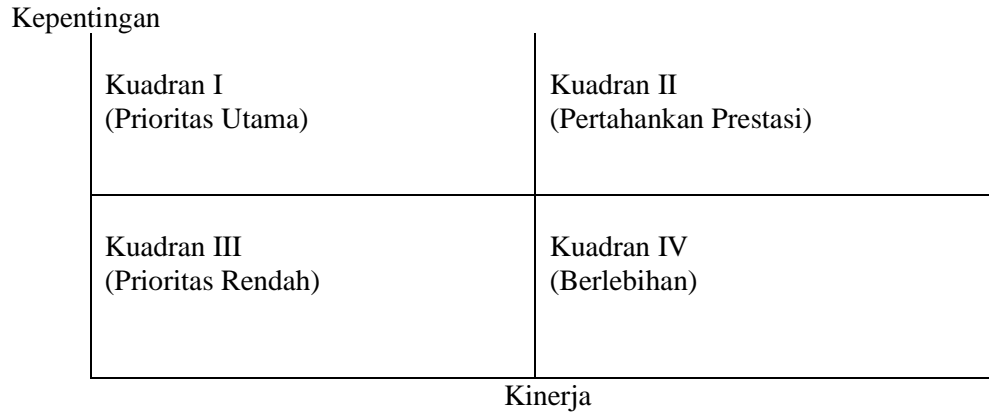 Kepentingan
Kuadran I
(Prioritas Utama)
Kuadran II
(Pertahankan Prestasi)
Kuadran III
(Prioritas Rendah)
Kuadran IV
(Berlebihan)
Kinerja